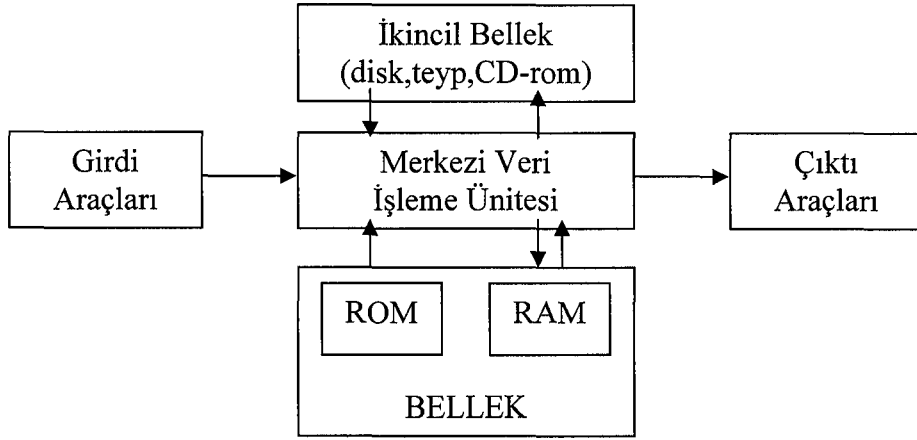 İkincil Bellek
(disk,teyp,CD-rom)
Girdi
Araçları
Merkezi Veri
İşleme Ünitesi
Çıktı
Araçları
ROM
RAM
BELLEK